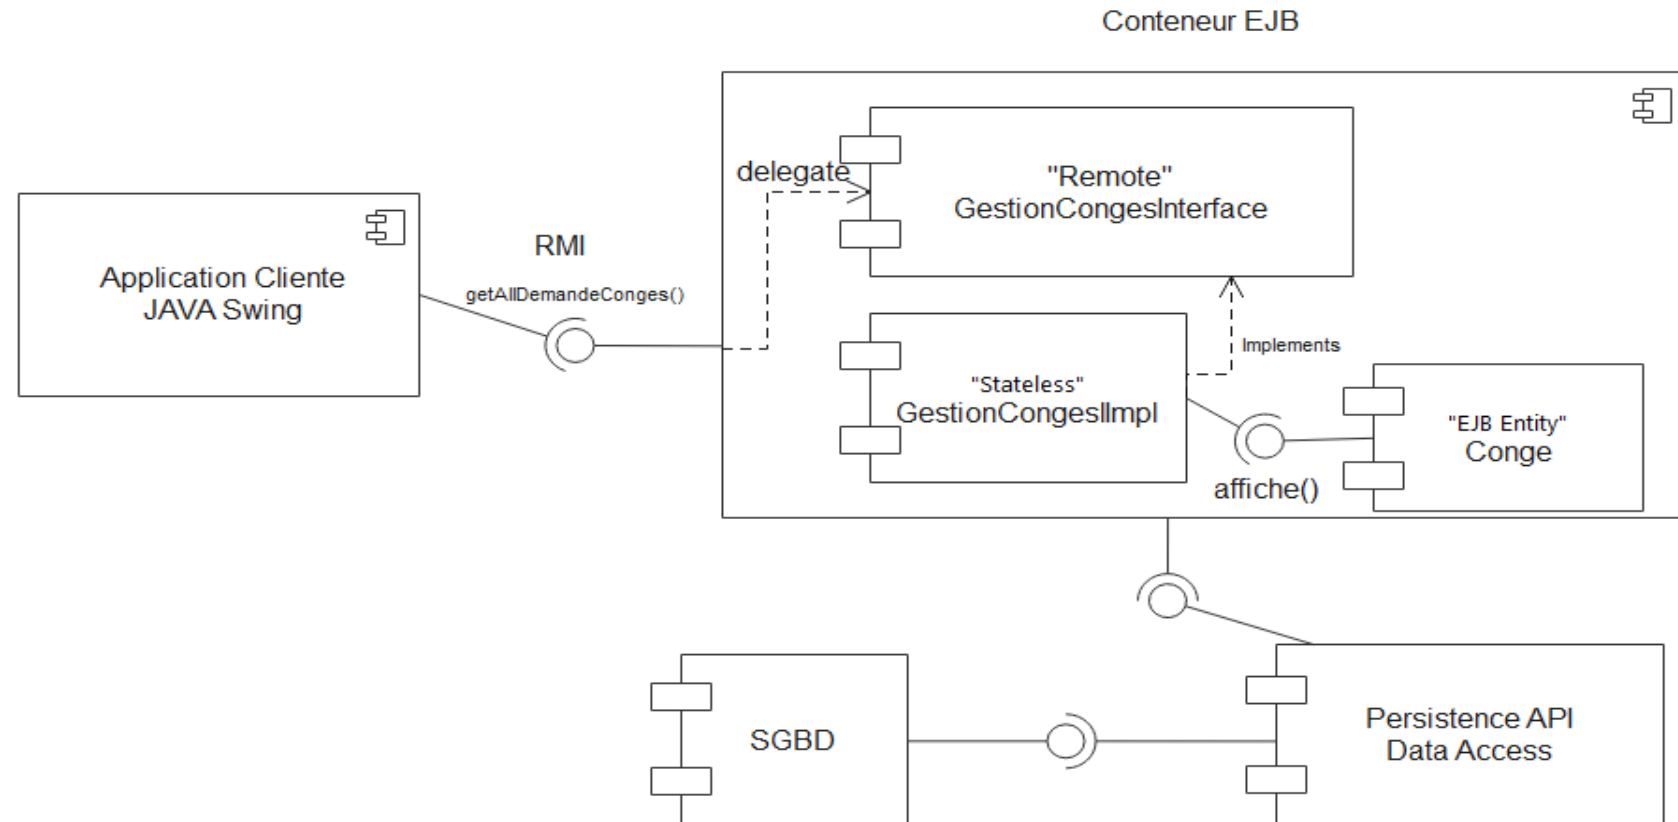 Conteneur EJB
delegate
"Remote"
GestionCongesInterface
RMI
getAllDemandeConges()
Application Cliente
JAVA Swing
Implements
"Stateless"
GestionCongesIImpl
"EJB Entity"
Conge
affiche()
SGBD
Persistence API
Data Access